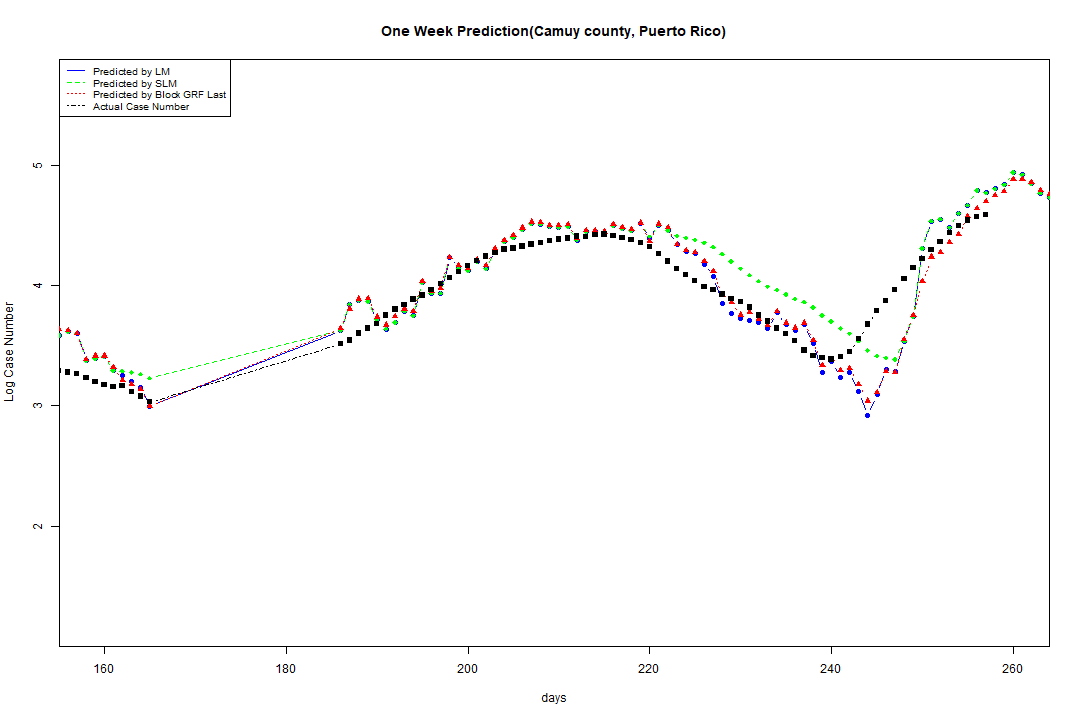 One Week Prediction(Camuy county, Puerto Rico)
Predicted by LM
Predicted by SLM
Predicted by Block GRF Last
Actual Case Number
5
4
3
2
Log Case Number
160 180 200 220 240 260
days